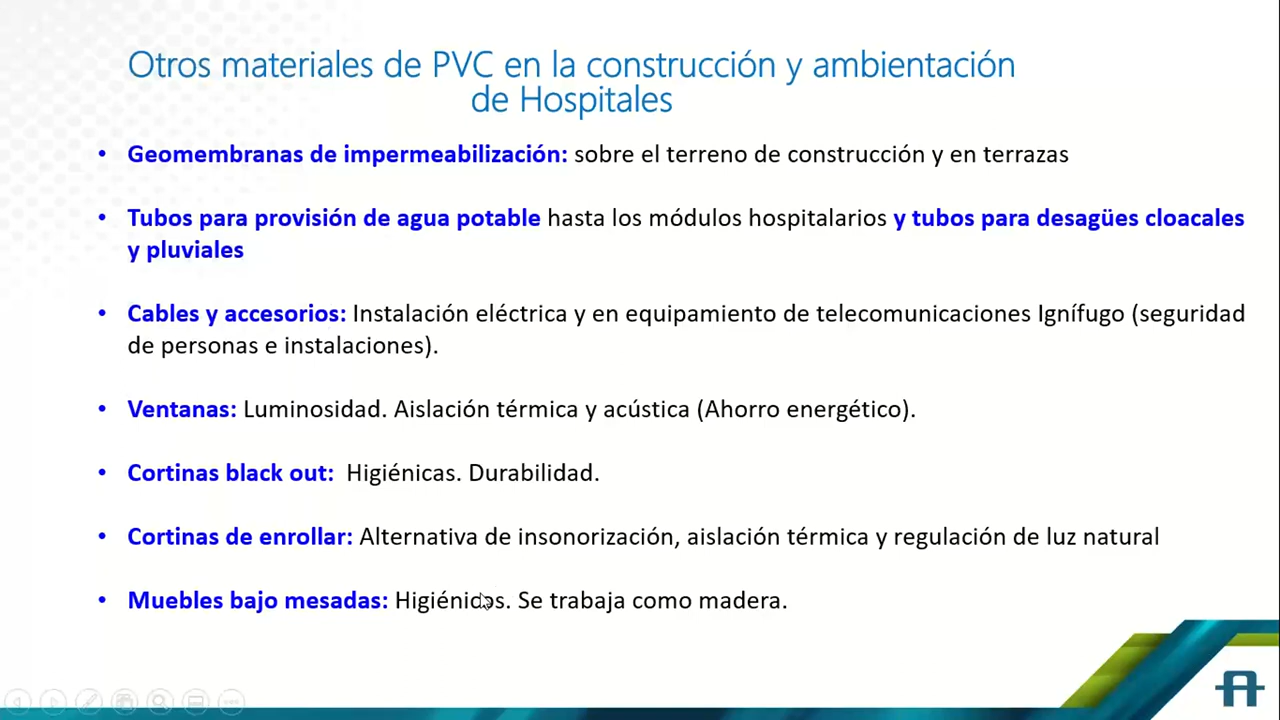 Otros materiales de PVC en la construcción y ambientación
de Hospitales
• Geomembranas de impermeabilización: sobre el terreno de construcción y en terrazas
• Tubos para provisión de agua potable hasta los módulos hospitalarios y tubos para desagües cloacales
y pluviales
• Cables y accesorios: Instalación eléctrica y en equipamiento de telecomunicaciones Ignífugo (seguridad
de personas e instalaciones).
• Ventanas: Luminosidad. Aislación térmica y acústica (Ahorro energético).
• Cortinas black out: Higiénicas. Durabilidad.
• Cortinas de enrollar: Alternativa de insonorización, aislación térmica y regulación de luz natural
• Muebles bajo mesadas: Higiénicos. Se trabaja como madera.